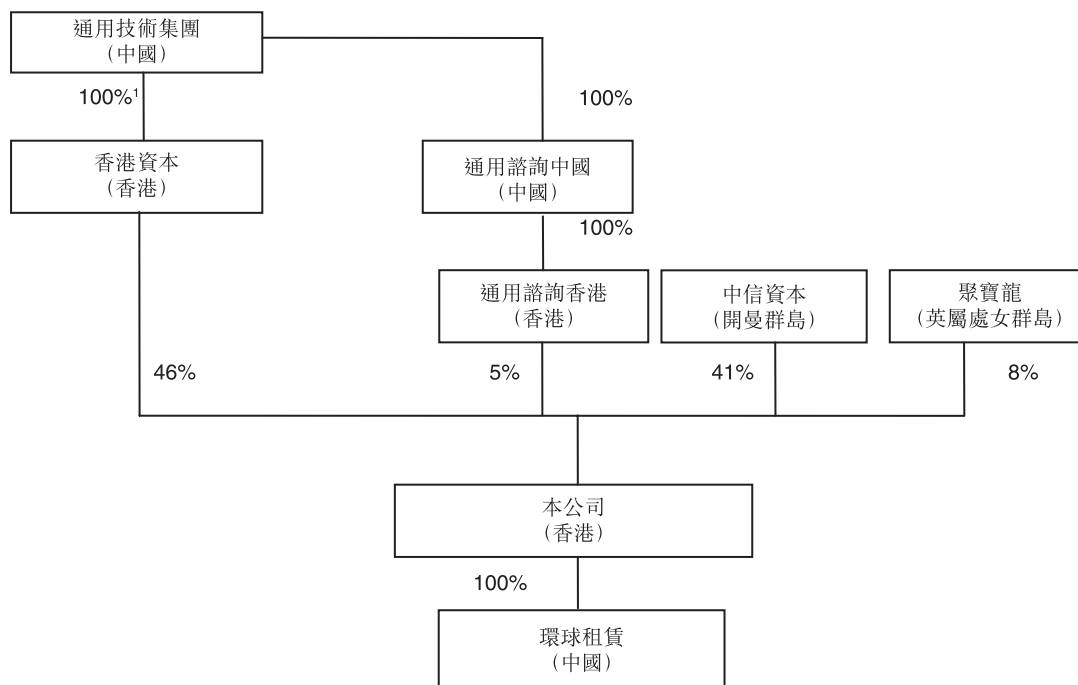 通用技術集團
(中國)
100%¹
100%
香港資本
(香港)
通用諮詢中國
(中國)
100%
通用諮詢香港
(香港)
中信資本
(開曼群島)
聚寶龍
(英屬處女群島)
46%
5%
41%
8%
本公司
(香港)
100%
環球租賃
(中國)